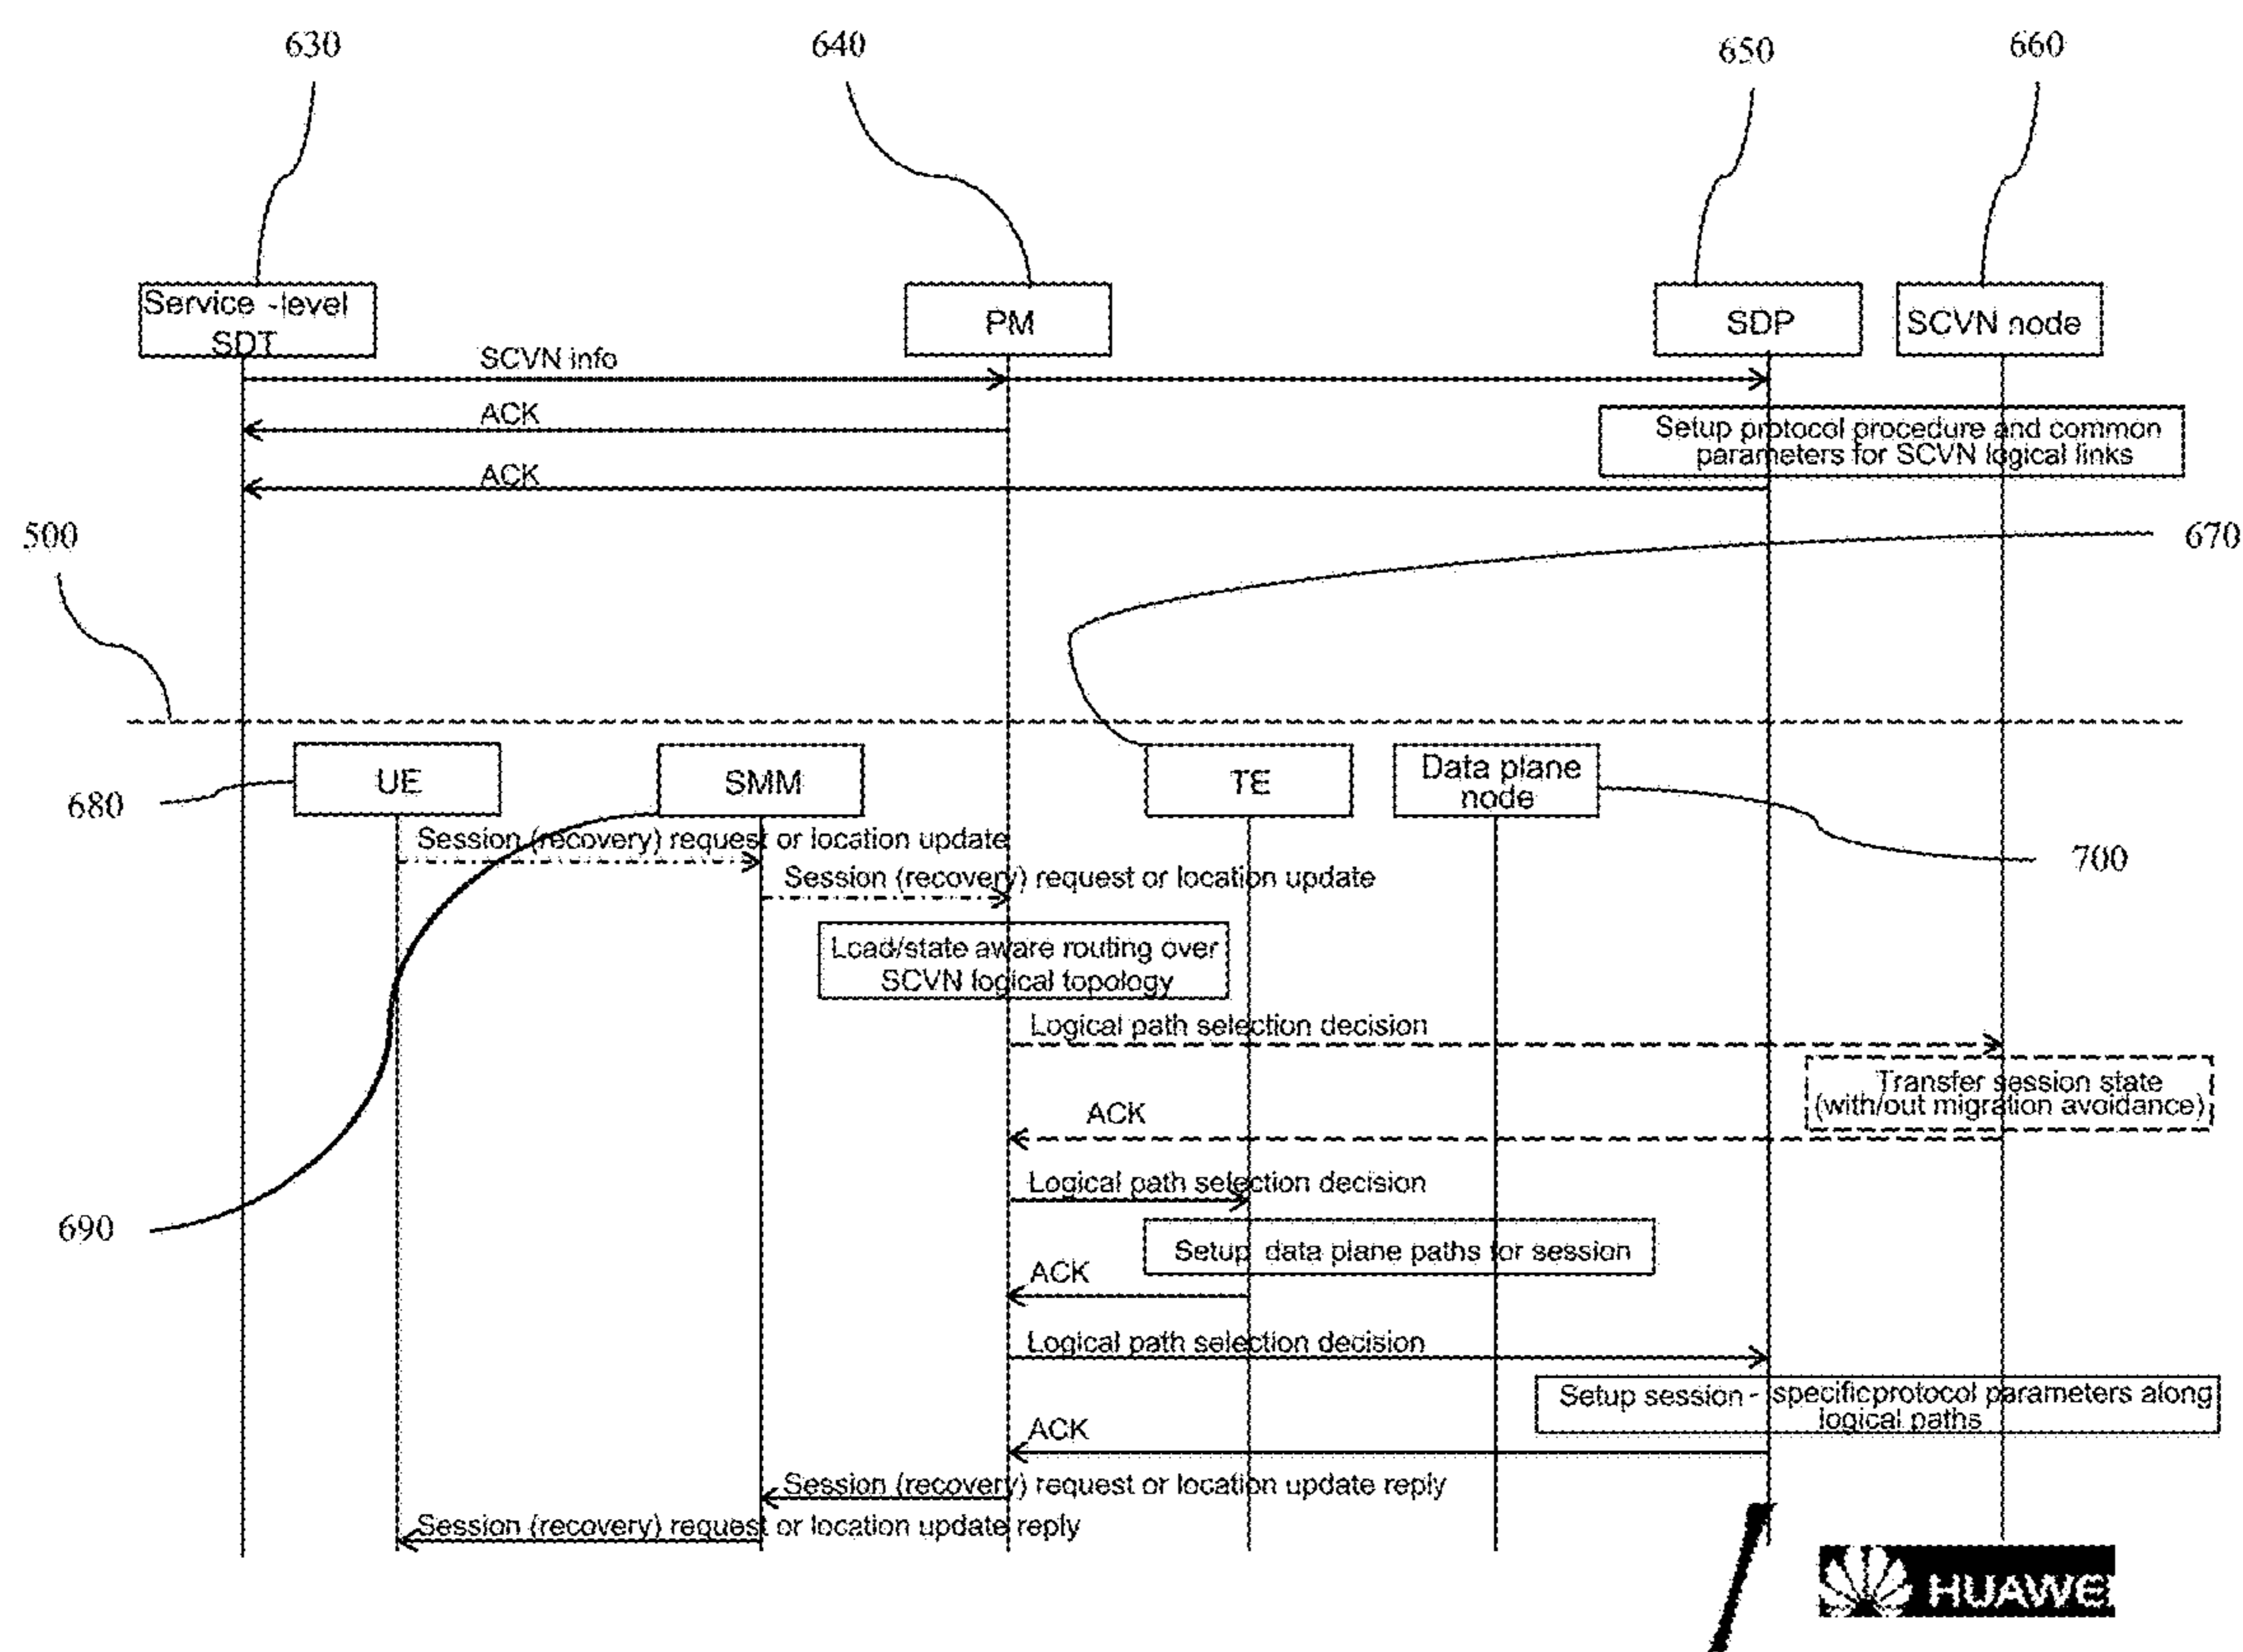 630
640
650
660
Service -level
SDT
PM
SDP
SCVN node
SCVN info
ACK
Setup protocol procedure and common
parameters for SCVN logical links
ACK
500
670
UE
SMM
TE
Data plane
node
680
Session (recovery) request or location update
700
Session (recovery) request or location update
Load/state aware routing over
SCVN logical topology
Logical path selection decision
Transfer session state
(with/out migration avoidance)
ACK
Logical path selection decision
690
Setup data plane paths for session
ACK
Logical path selection decision
Setup session - specificprotocol parameters along
logical paths
ACK
Session (recovery) request or location update reply
Session (recovery) request or location update reply
HUAWE